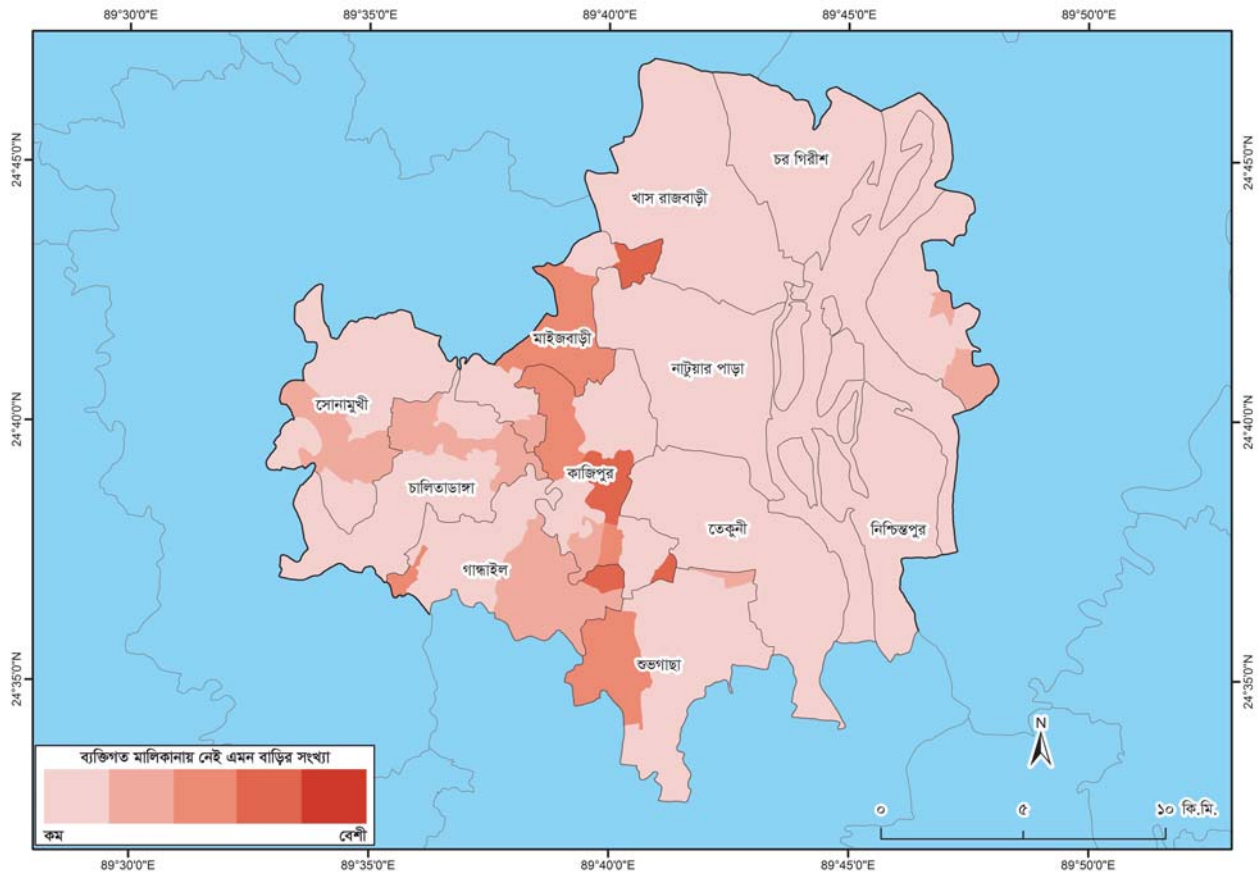 89°30'0"E 89°35'0"E 89°40'0"E 89°45'0"E 89°50'0"E
24°45'0"N 24°45'0"N
চর গিরীশ
খাস রাজবাড়ী
মাইজবাড়ী
নাটুয়ার পাড়া
সোনামুখী
24°40'0"N 24°40'0"N
কাজিপুর
চালিতাডাঙ্গা
তেকুনী
নিশ্চিন্তপুর
গান্ধাইল
শুভগাছা
24°35'0"N 24°35'0"N
N
ব্যক্তিগত মালিকানায় নেই এমন বাড়ির সংখ্যা
কম বেশী
০ ৫ ১০ কি.মি.
89°30'0"E 89°35'0"E 89°40'0"E 89°45'0"E 89°50'0"E